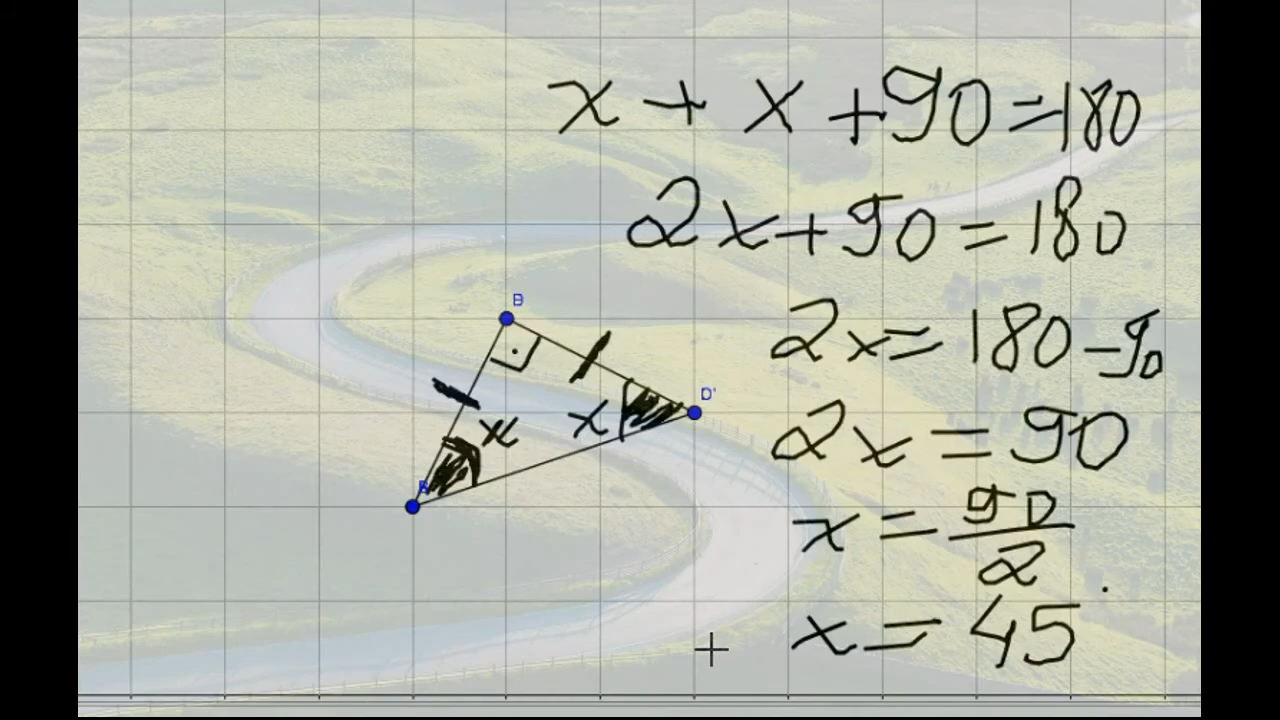 x + x + 90 = 180
2x + 90 = 180
2x = 180 - 90
2x = 90
x = 90/2
x = 45
D'
x
x